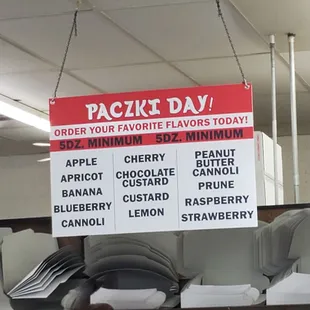 PACZKI DAY!
ORDER YOUR FAVORITE FLAVORS TODAY!
5DZ. MINIMUM 5DZ. MINIMUM
APPLE
APRICOT
BANANA
BLUEBERRY
CANNOLI
CHERRY
CHOCOLATE
CUSTARD
CUSTARD
LEMON
PEANUT
BUTTER
CANNOLI
PRUNE
RASPBERRY
STRAWBERRY